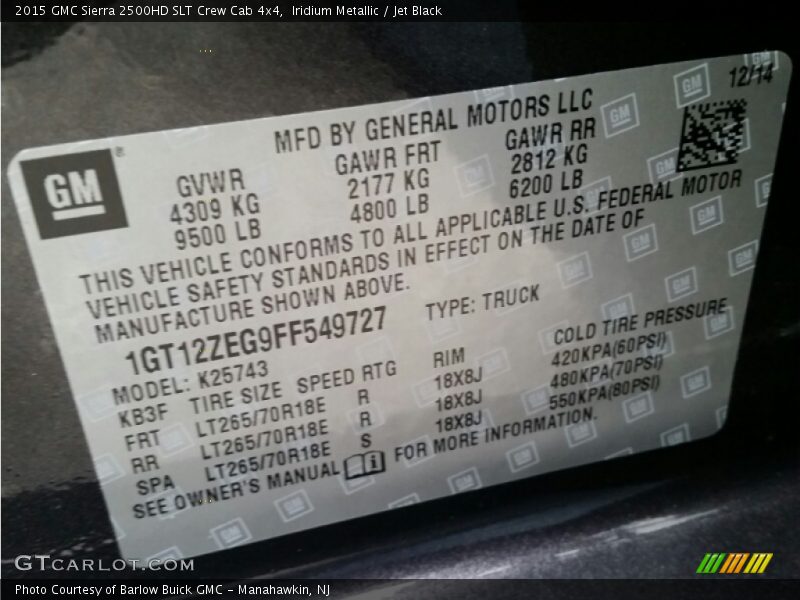 2015 GMC Sierra 2500HD SLT Crew Cab 4x4,  Iridium Metallic / Jet Black
12/14
MFD BY GENERAL MOTORS LLC
GM®
GVWR GAWR FRT GAWR RR
4309 KG 2177 KG 2812 KG
9500 LB 4800 LB 6200 LB
THIS VEHICLE CONFORMS TO ALL APPLICABLE U.S. FEDERAL MOTOR
VEHICLE SAFETY STANDARDS IN EFFECT ON THE DATE OF
MANUFACTURE SHOWN ABOVE.
1GT12ZEG9FF549727 TYPE: TRUCK
MODEL: K25743
KB3F TIRE SIZE SPEED RTG RIM COLD TIRE PRESSURE
FRT LT265/70R18E R 18X8J 420KPA(60PSI)
RR LT265/70R18E R 18X8J 480KPA(70PSI)
SPA LT265/70R18E S 18X8J 550KPA(80PSI)
SEE OWNER'S MANUAL FOR MORE INFORMATION.
GTCARLOT.COM
Photo Courtesy of Barlow Buick GMC – Manahawkin, NJ